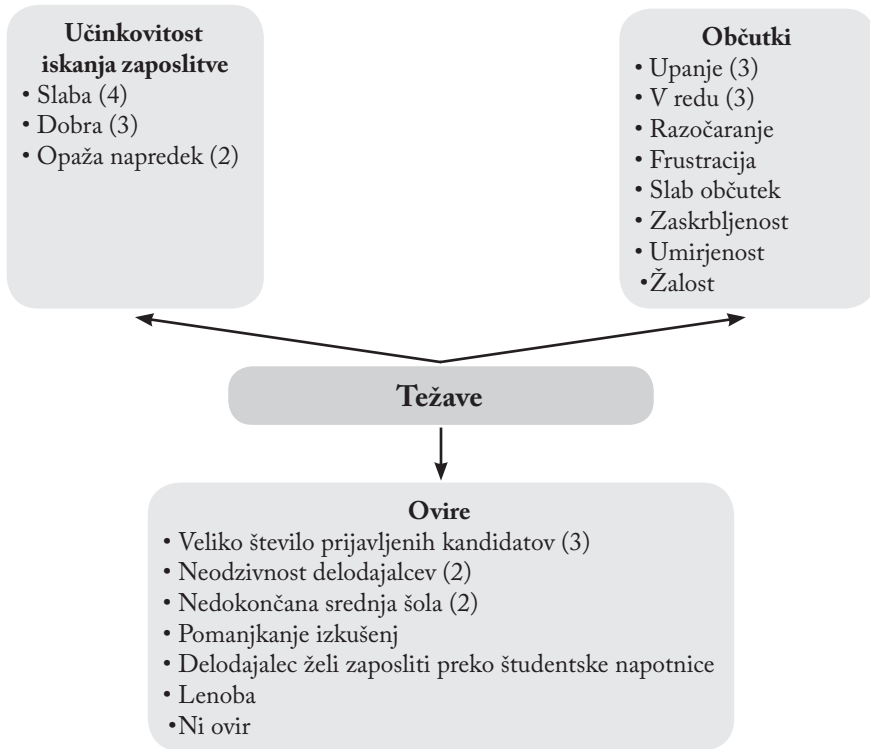 Učinkovitost
iskanja zaposlitve
• Slaba (4)
• Dobra (3)
• Opaža napredek (2)
Občutki
• Upanje (3)
• V redu (3)
• Razočaranje
• Frustracija
• Slab občutek
• Zaskrbljenost
• Umirjenost
•Žalost
Težave
Ovire
• Veliko število prijavljenih kandidatov (3)
• Neodzivnost delodajalcev (2)
• Nedokončana srednja šola (2)
• Pomanjkanje izkušenj
• Delodajalec želi zaposliti preko študentske napotnice
• Lenoba
•Ni ovir